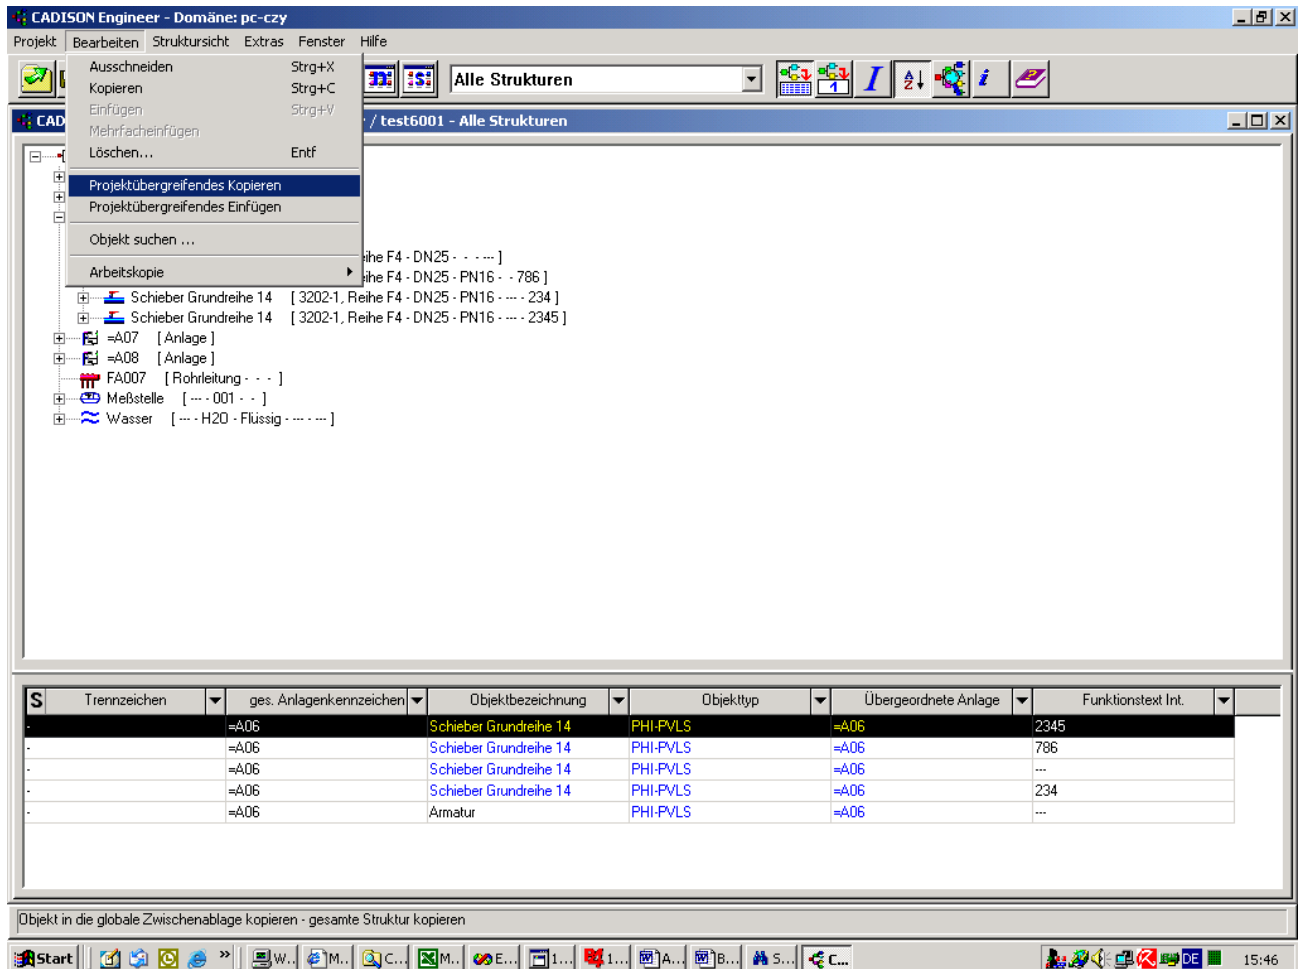 CADISON Engineer - Domäne: pc-czy
Projekt Bearbeiten Struktursicht Extras Fenster Hilfe
Ausschneiden Strg+X
Kopieren Strg+C
Einfügen Strg+V
Mehrfacheinfügen
Löschen... Entf
Projektübergreifendes Kopieren
Projektübergreifendes Einfügen
Objekt suchen ...
Arbeitskopie
Alle Strukturen
CAD / test6001 - Alle Strukturen
eihe F4 - DN25 - - - --- ]
eihe F4 - DN25 - PN16 - - 786 ]
Schieber Grundreihe 14 [ 3202-1, Reihe F4 - DN25 - PN16 - --- - 234 ]
Schieber Grundreihe 14 [ 3202-1, Reihe F4 - DN25 - PN16 - --- - 2345 ]
=A07 [ Anlage ]
=A08 [ Anlage ]
FA007 [ Rohrleitung - - - ]
Meßstelle [ --- - 001 - - ]
Wasser [ --- - H2O - Flüssig - --- - --- ]
S Trennzeichen ges. Anlagenkennzeichen Objektbezeichnung Objekttyp Übergeordnete Anlage Funktionstext Int.
- =A06 Schieber Grundreihe 14 PHI-PVLS =A06 2345
- =A06 Schieber Grundreihe 14 PHI-PVLS =A06 786
- =A06 Schieber Grundreihe 14 PHI-PVLS =A06 ---
- =A06 Schieber Grundreihe 14 PHI-PVLS =A06 234
- =A06 Armatur PHI-PVLS =A06 ---
Objekt in die globale Zwischenablage kopieren - gesamte Struktur kopieren
Start » W... M... C... M... E... 1... 1... A... B... S... C... DE 15:46